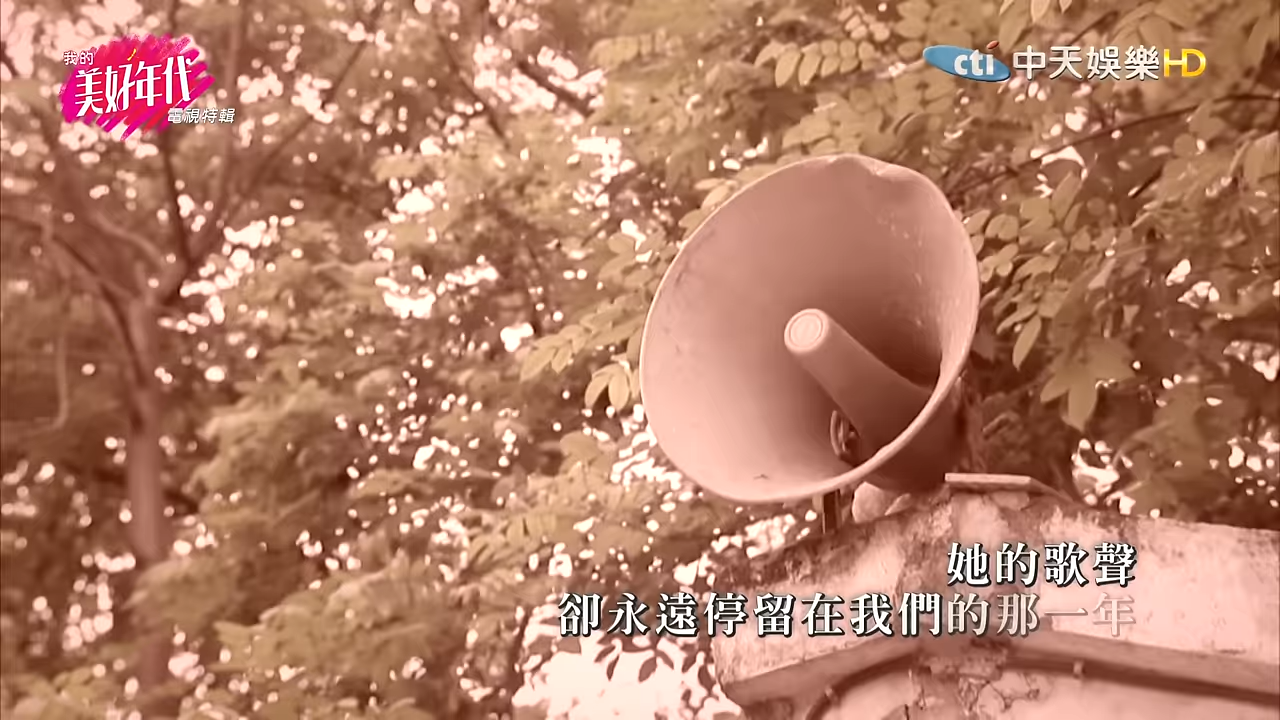 我的
美好年代
電視特輯
cti 中天娛樂HD
她的歌聲
卻永遠停留在我們的那一年